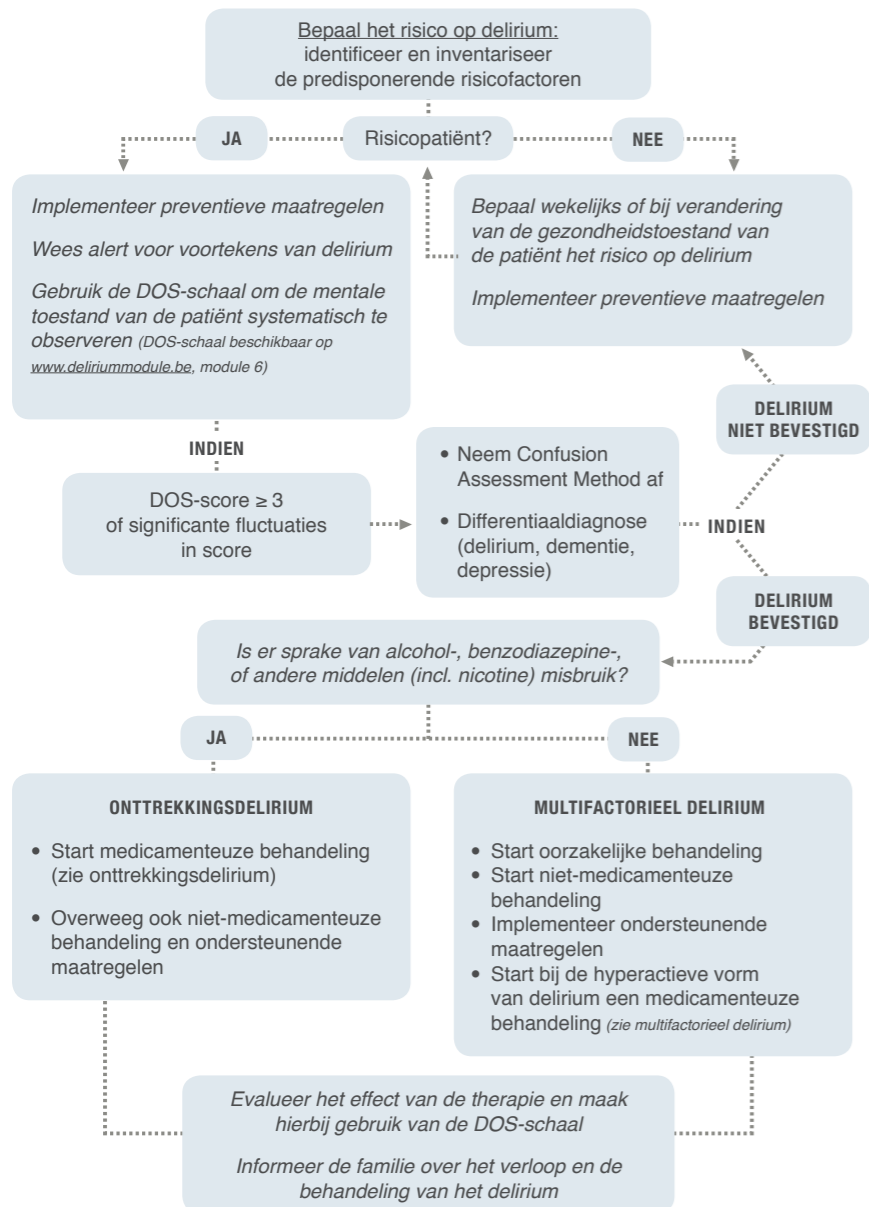 Bepaal het risico op delirium:
identificeer en inventariseer
de predisponerende risicofactoren
JA
Risicopatiënt?
NEE
Implementeer preventieve maatregelen
Wees alert voor voortekens van delirium
Gebruik de DOS-schaal om de mentale
toestand van de patiënt systematisch te
observeren (DOS-schaal beschikbaar op
www.deliriummodule.be, module 6)
Bepaal wekelijks of bij verandering
van de gezondheidstoestand van
de patiënt het risico op delirium
Implementeer preventieve maatregelen
DELIRIUM
NIET BEVESTIGD
INDIEN
DOS-score ≥ 3
of significante fluctuaties
in score
• Neem Confusion
Assessment Method af
• Differentiaaldiagnose
(delirium, dementie,
depressie)
INDIEN
DELIRIUM
BEVESTIGD
Is er sprake van alcohol-, benzodiazepine-,
of andere middelen (incl. nicotine) misbruik?
JA
NEE
ONTTREKKINGSDELIRIUM
• Start medicamenteuze behandeling
(zie onttrekkingsdelirium)
• Overweeg ook niet-medicamenteuze
behandeling en ondersteunende
maatregelen
MULTIFACTORIEEL DELIRIUM
• Start oorzakelijke behandeling
• Start niet-medicamenteuze
behandeling
• Implementeer ondersteunende
maatregelen
• Start bij de hyperactieve vorm
van delirium een medicamenteuze
behandeling (zie multifactorieel delirium)
Evalueer het effect van de therapie en maak
hierbij gebruik van de DOS-schaal
Informeer de familie over het verloop en de
behandeling van het delirium